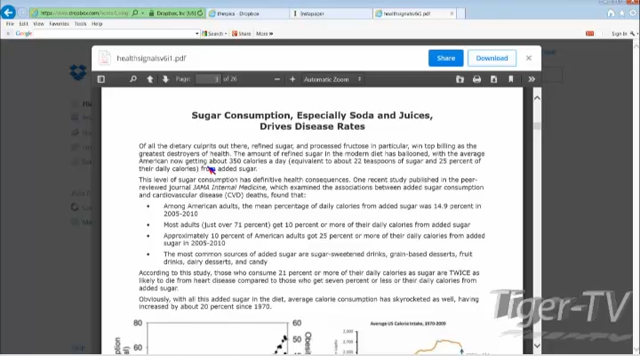 healthsignalsv6i1.pdf
Share
Download
Page:
of 26
Automatic Zoom
Sugar Consumption, Especially Soda and Juices,
Drives Disease Rates
Of all the dietary culprits out there, refined sugar, and processed fructose in particular, win top billing as the
greatest destroyers of health. The amount of refined sugar in the modern diet has ballooned, with the average
American now getting about 350 calories a day (equivalent to about 22 teaspoons of sugar and 25 percent of
their daily calories) from added sugar.
This level of sugar consumption has definitive health consequences. One recent study published in the peer-
reviewed journal JAMA Internal Medicine, which examined the associations between added sugar consumption
and cardiovascular disease (CVD) deaths, found that:
• Among American adults, the mean percentage of daily calories from added sugar was 14.9 percent in
2005-2010
• Most adults (just over 71 percent) get 10 percent or more of their daily calories from added sugar
• Approximately 10 percent of American adults got 25 percent or more of their daily calories from added
sugar in 2005-2010
• The most common sources of added sugar are sugar-sweetened drinks, grain-based desserts, fruit
drinks, dairy desserts, and candy
According to this study, those who consume 21 percent or more of their daily calories as sugar are TWICE as
likely to die from heart disease compared to those who get seven percent or less or their daily calories from
added sugar.
Obviously, with all this added sugar in the diet, average calorie consumption has skyrocketed as well, having
increased by about 20 percent since 1970.
80
60
60
50
40
Average US Calorie Intake, 1970-2009
2,700
Tiger-TV